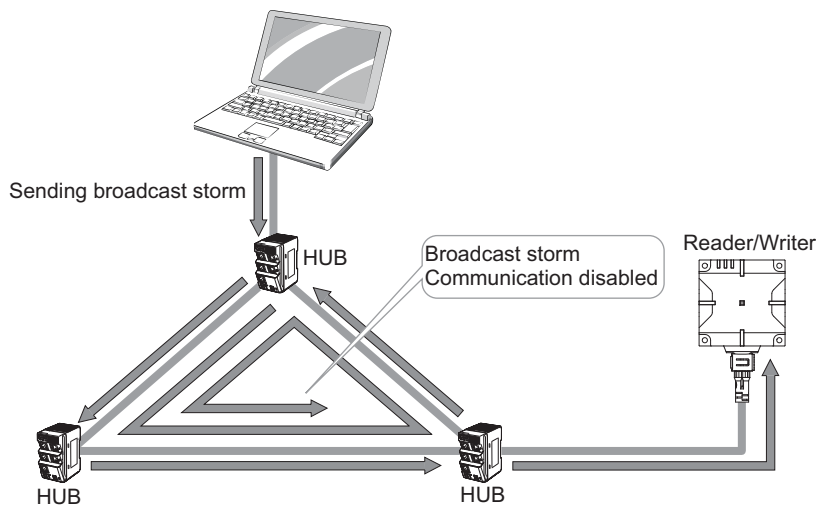 Sending broadcast storm
HUB
Broadcast storm
Communication disabled
Reader/Writer
HUB
HUB